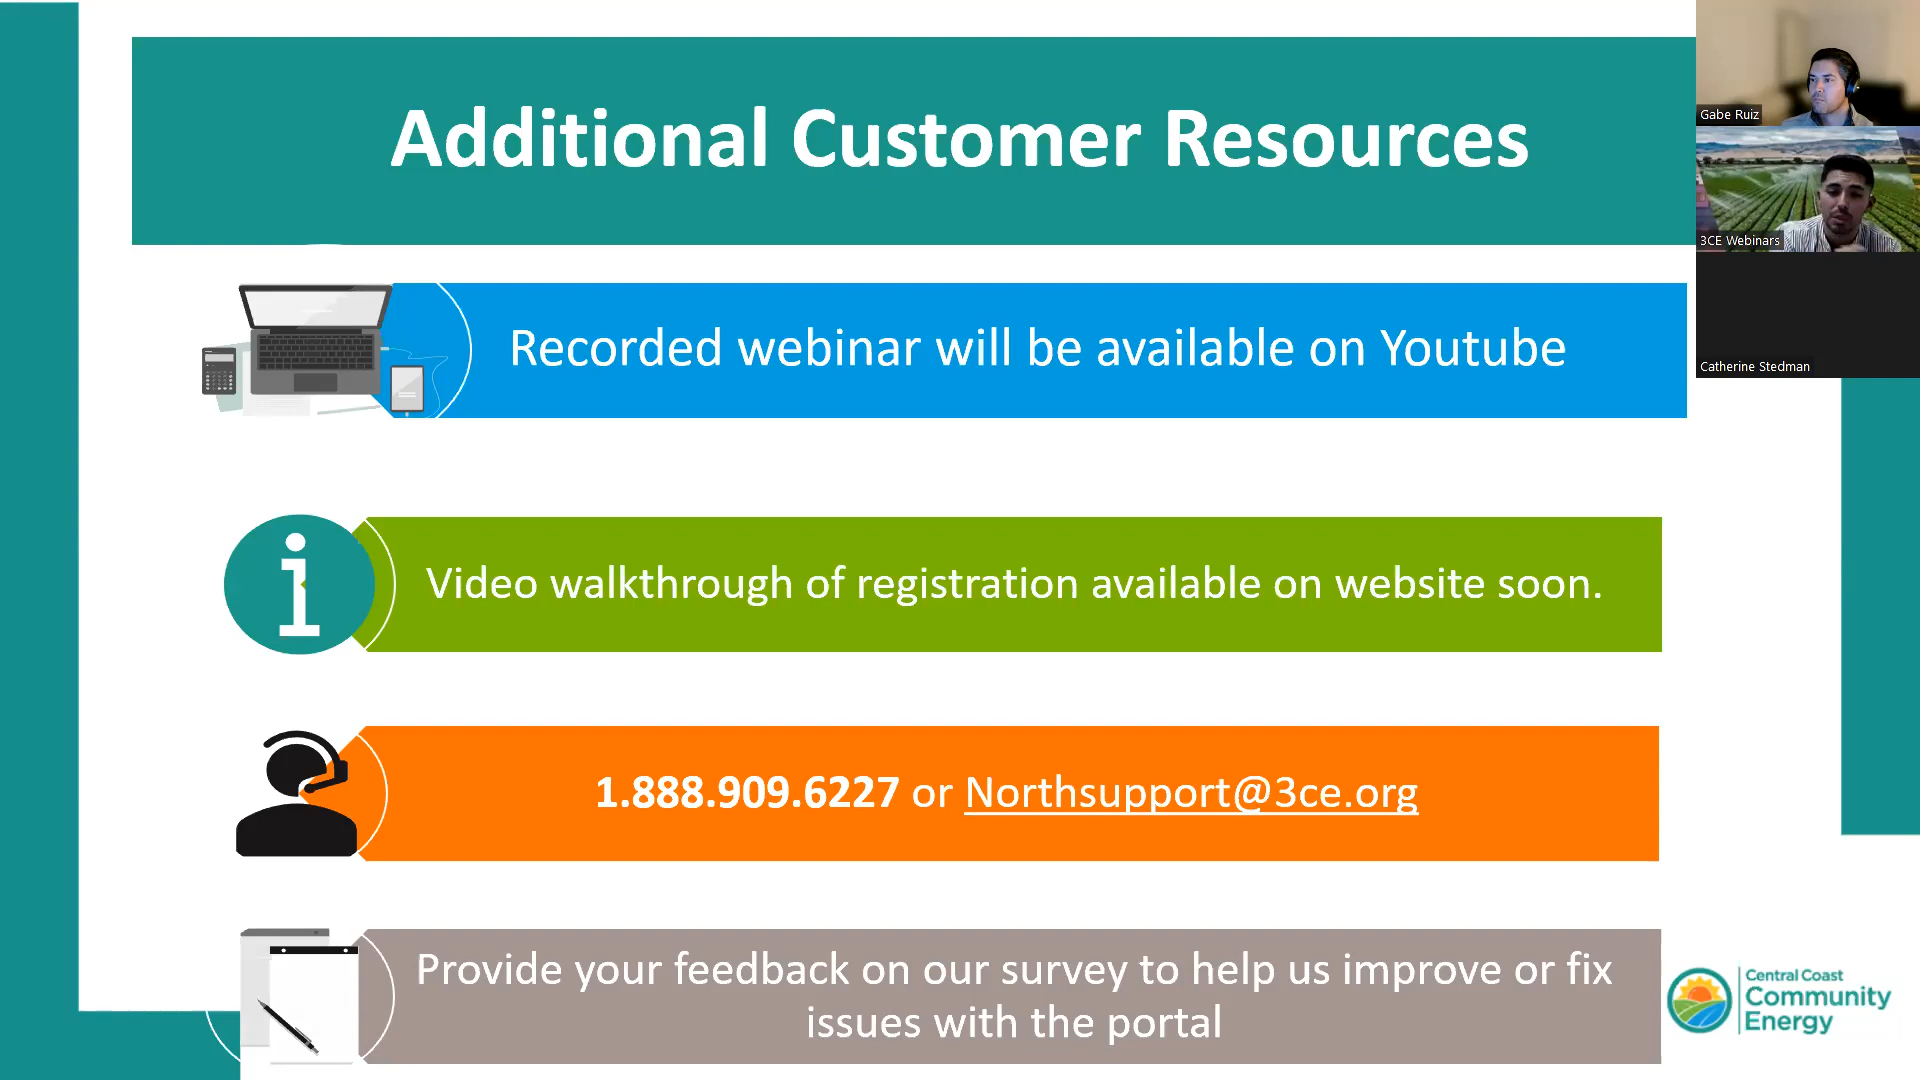 Additional Customer Resources
Gabe Ruiz
3CE Webinars
Catherine Stedman
Recorded webinar will be available on Youtube
Video walkthrough of registration available on website soon.
1.888.909.6227 or Northsupport@3ce.org
Provide your feedback on our survey to help us improve or fix
issues with the portal
Central Coast
Community
Energy